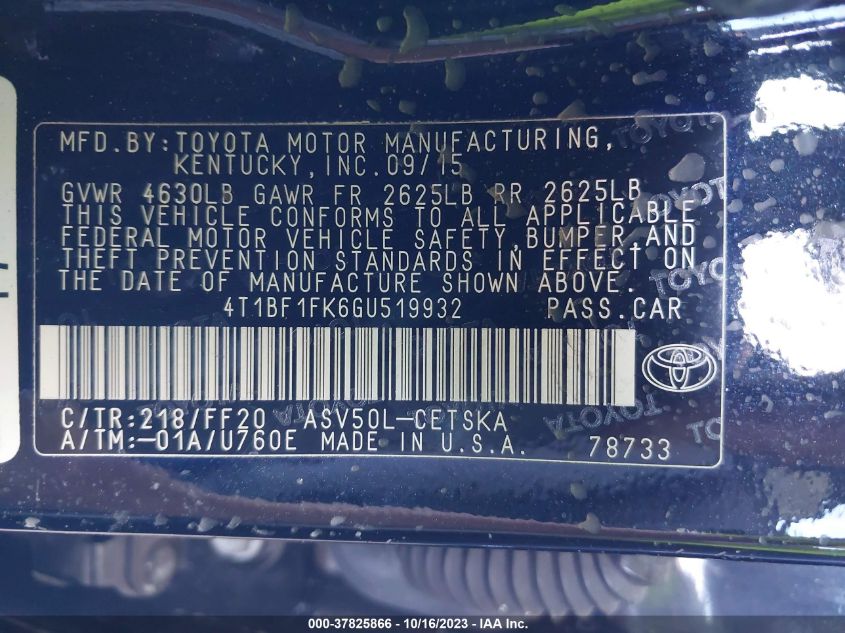 MFD.BY:TOYOTA MOTOR MANUFACTURING,
KENTUCKY,INC.09/15
GVWR 4630LB GAWR FR 2625LB RR 2625LB
THIS VEHICLE CONFORMS TO ALL APPLICABLE
FEDERAL MOTOR VEHICLE SAFETY,BUMPER,AND
THEFT PREVENTION STANDARDS IN EFFECT ON
THE DATE OF MANUFACTURE SHOWN ABOVE.
4T1BF1FK6GU519932 PASS.CAR
C/TR:218/FF20 ASV50L-CETSKA
A/TM:-01A/U760E MADE IN U.S.A. 78733
000-37825866 - 10/16/2023 - © IAA Inc.